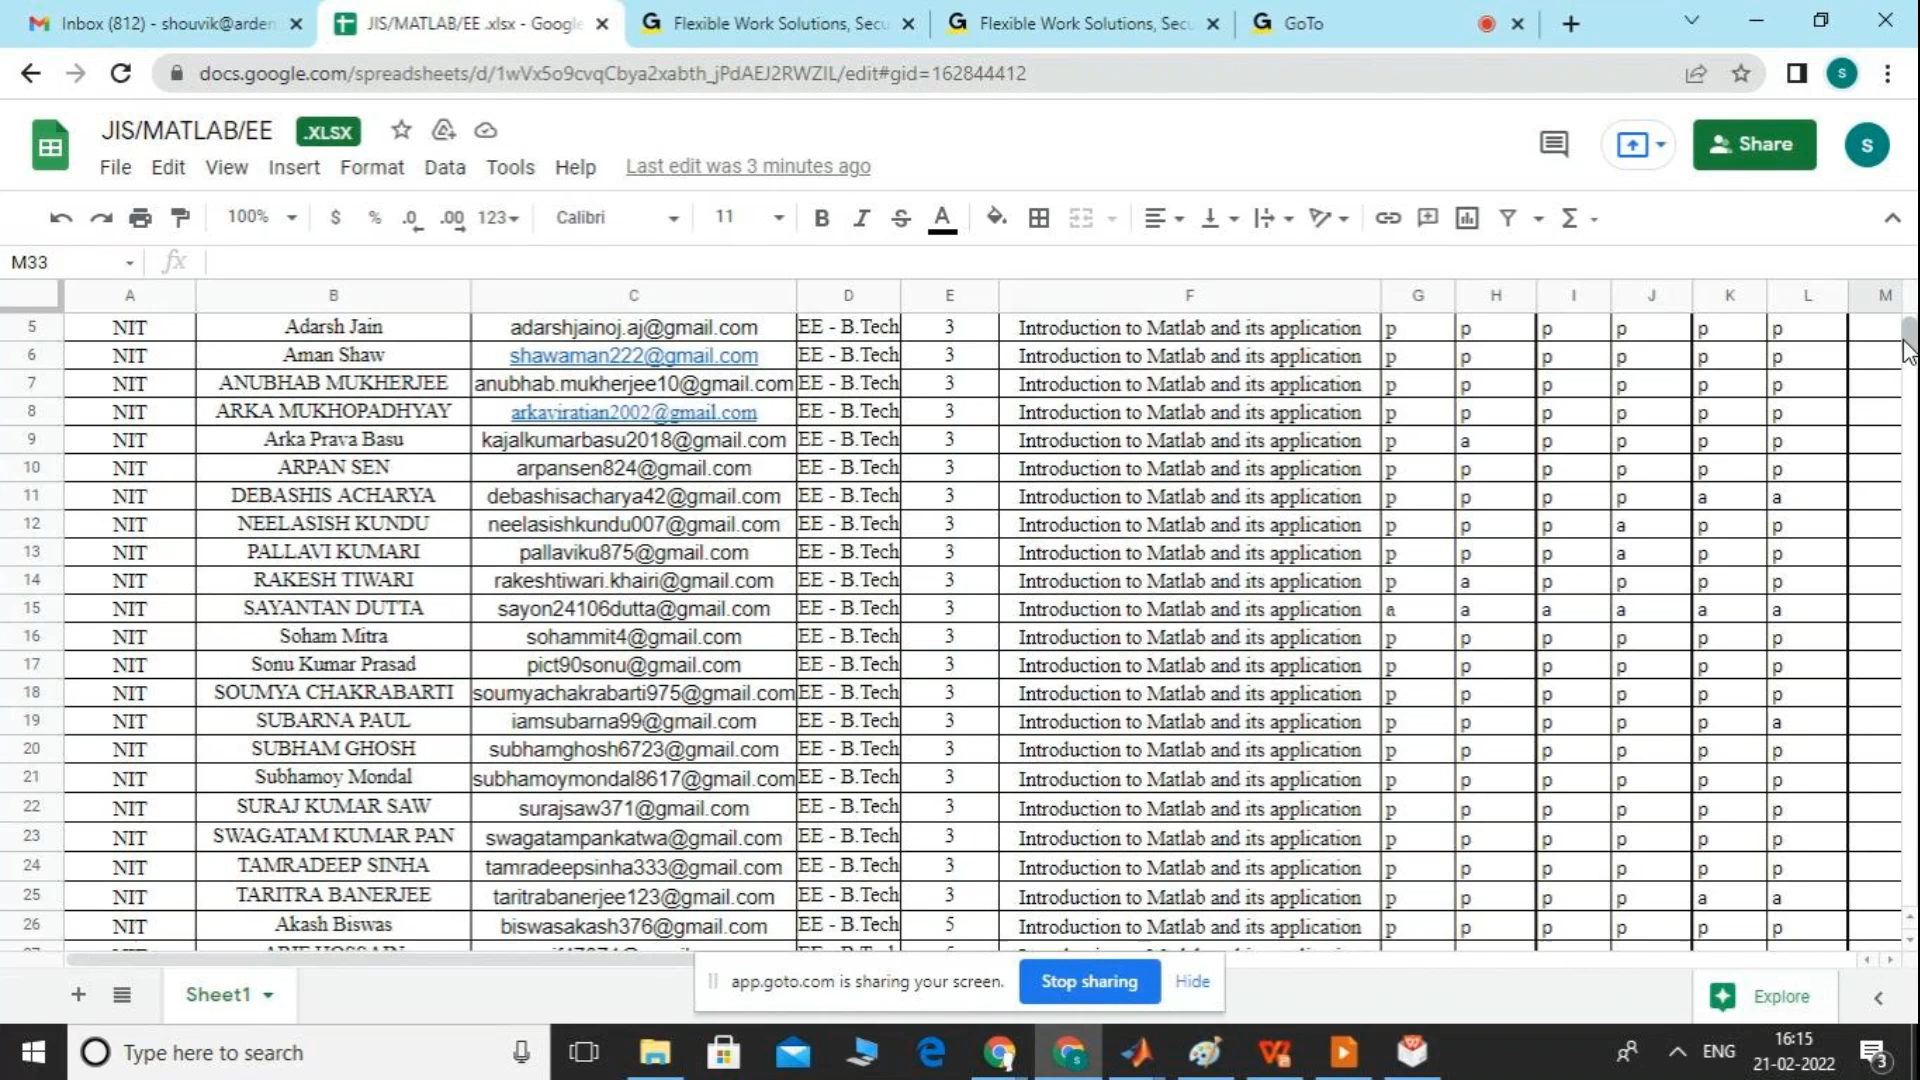 Inbox (812) - shouvik@arden
JIS/MATLAB/EE .xlsx - Google
Flexible Work Solutions, Secu
Flexible Work Solutions, Secu
GoTo
docs.google.com/spreadsheets/d/1wVx5o9cvqCbya2xabth_jPdAEJ2RWZIL/edit#gid=162844412
S
JIS/MATLAB/EE .XLSX
Share
S
File Edit View Insert Format Data Tools Help Last edit was 3 minutes ago
100% $ % .0 .00 123 Calibri 11 B I S A
M33 fx
A B C D E F G H I J K L M
5 NIT Adarsh Jain adarshjainoj.aj@gmail.com EE - B.Tech 3 Introduction to Matlab and its application p p p p p p
6 NIT Aman Shaw shawaman222@gmail.com EE - B.Tech 3 Introduction to Matlab and its application p p p p p p
7 NIT ANUBHAB MUKHERJEE anubhab.mukherjee10@gmail.com EE - B.Tech 3 Introduction to Matlab and its application p p p p p p
8 NIT ARKA MUKHOPADHYAY arkaviratian2002@gmail.com EE - B.Tech 3 Introduction to Matlab and its application p p p p p p
9 NIT Arka Prava Basu kajalkumarbasu2018@gmail.com EE - B.Tech 3 Introduction to Matlab and its application p a p p p p
10 NIT ARPAN SEN arpansen824@gmail.com EE - B.Tech 3 Introduction to Matlab and its application p p p p p p
11 NIT DEBASHIS ACHARYA debashisacharya42@gmail.com EE - B.Tech 3 Introduction to Matlab and its application p p p p a a
12 NIT NEELASISH KUNDU neelasishkundu007@gmail.com EE - B.Tech 3 Introduction to Matlab and its application p p p a p p
13 NIT PALLAVI KUMARI pallaviku875@gmail.com EE - B.Tech 3 Introduction to Matlab and its application p p p a p p
14 NIT RAKESH TIWARI rakeshtiwari.khairi@gmail.com EE - B.Tech 3 Introduction to Matlab and its application p a p p p p
15 NIT SAYANTAN DUTTA sayon24106dutta@gmail.com EE - B.Tech 3 Introduction to Matlab and its application a a a a a a
16 NIT Soham Mitra sohammit4@gmail.com EE - B.Tech 3 Introduction to Matlab and its application p p p p p p
17 NIT Sonu Kumar Prasad pict90sonu@gmail.com EE - B.Tech 3 Introduction to Matlab and its application p p p p p p
18 NIT SOUMYA CHAKRABARTI soumyachakrabarti975@gmail.com EE - B.Tech 3 Introduction to Matlab and its application p p p p p p
19 NIT SUBARNA PAUL iamsubarna99@gmail.com EE - B.Tech 3 Introduction to Matlab and its application p p p p p a
20 NIT SUBHAM GHOSH subhamghosh6723@gmail.com EE - B.Tech 3 Introduction to Matlab and its application p p p p p p
21 NIT Subhamoy Mondal subhamoymondal8617@gmail.com EE - B.Tech 3 Introduction to Matlab and its application p p p p p p
22 NIT SURAJ KUMAR SAW surajsaw371@gmail.com EE - B.Tech 3 Introduction to Matlab and its application p p p p p p
23 NIT SWAGATAM KUMAR PAN swagatampankatwa@gmail.com EE - B.Tech 3 Introduction to Matlab and its application p p p p p p
24 NIT TAMRADEEP SINHA tamradeepsinha333@gmail.com EE - B.Tech 3 Introduction to Matlab and its application p p p p p p
25 NIT TARITRA BANERJEE taritrabanerjee123@gmail.com EE - B.Tech 3 Introduction to Matlab and its application p p p p a a
26 NIT Akash Biswas biswasakash376@gmail.com EE - B.Tech 5 Introduction to Matlab and its application p p p p p p
app.goto.com is sharing your screen. Stop sharing Hide
Sheet1
Explore
Type here to search
ENG
16:15
21-02-2022
3